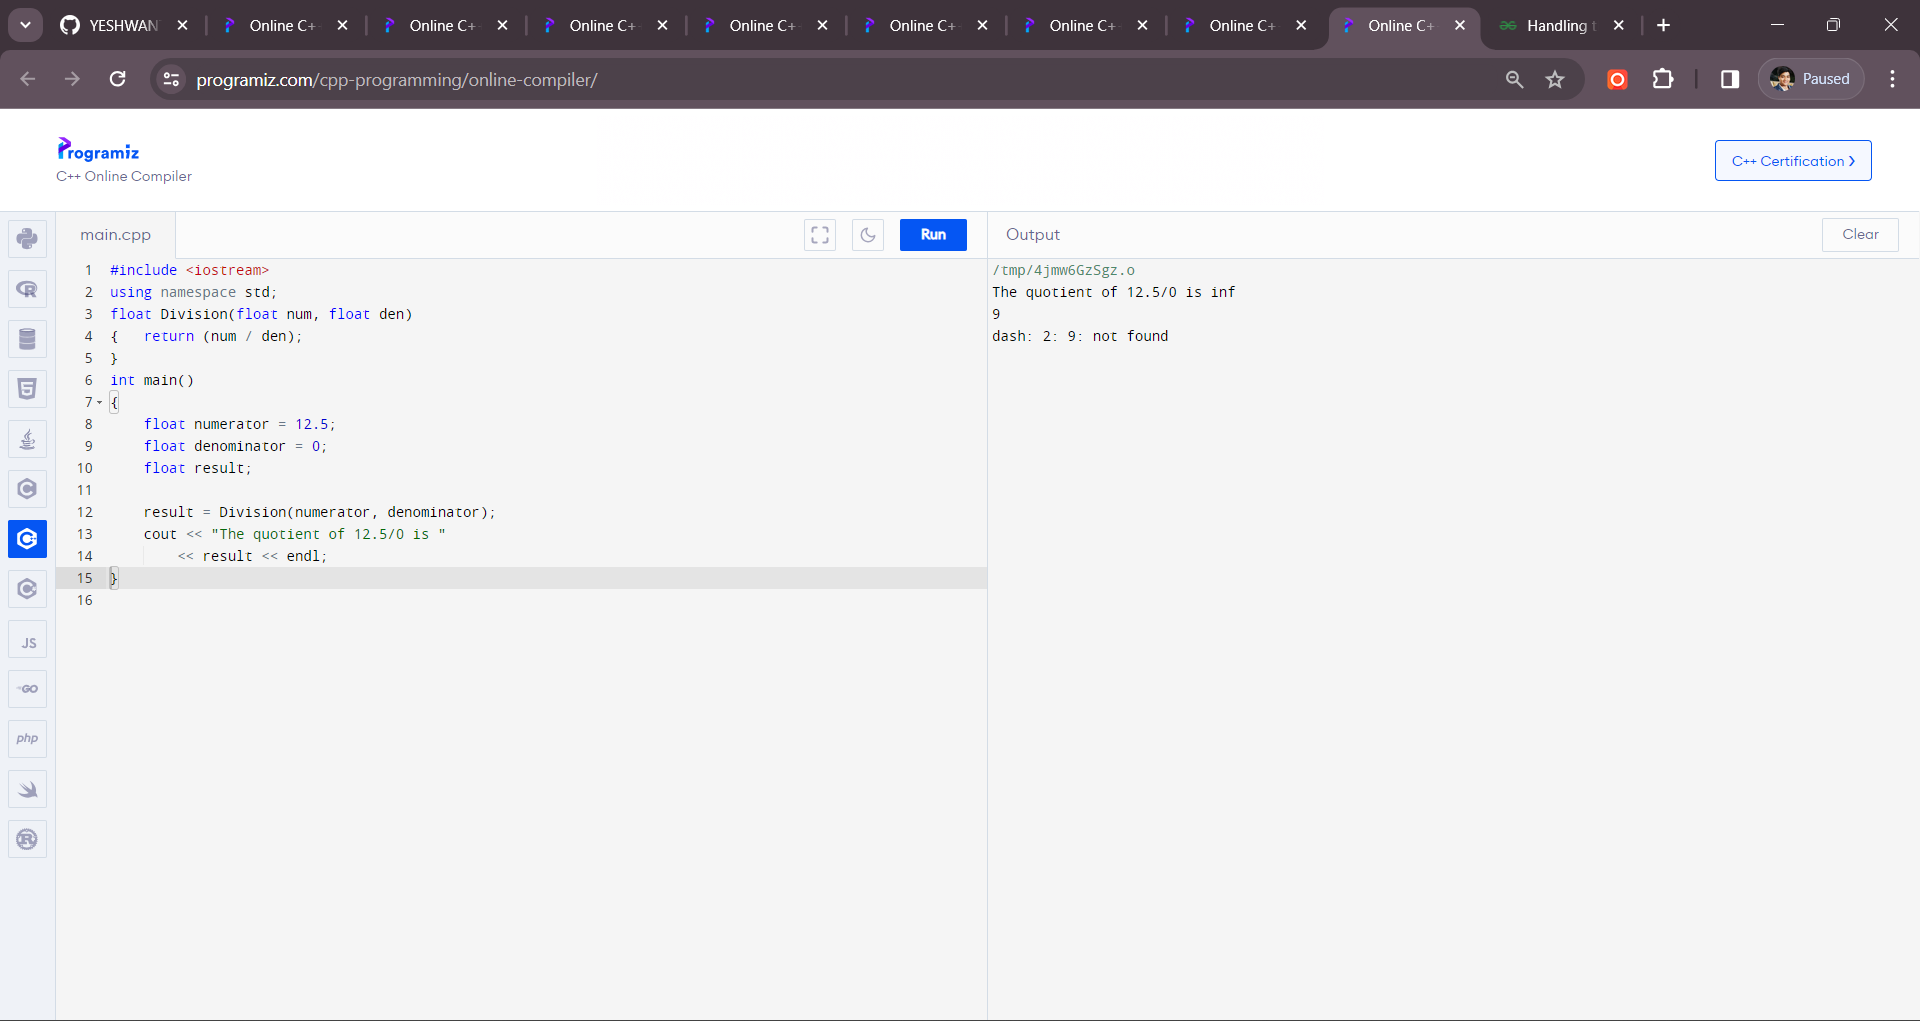 YESHWAN
Online C+
Online C+
Online C+
Online C+
Online C+
Online C+
Online C+
Online C+
Handling t
programiz.com/cpp-programming/online-compiler/
Paused
Programiz
C++ Online Compiler
C++ Certification
main.cpp
Run
Output
Clear
1 #include <iostream>
2 using namespace std;
3 float Division(float num, float den)
4 {   return (num / den);
5 }
6 int main()
7 {
8     float numerator = 12.5;
9     float denominator = 0;
10     float result;
11
12     result = Division(numerator, denominator);
13     cout << "The quotient of 12.5/0 is "
14         << result << endl;
15 }
16
/tmp/4jmw6GzSgz.o
The quotient of 12.5/0 is inf
9
dash: 2: 9: not found
JS
GO
php